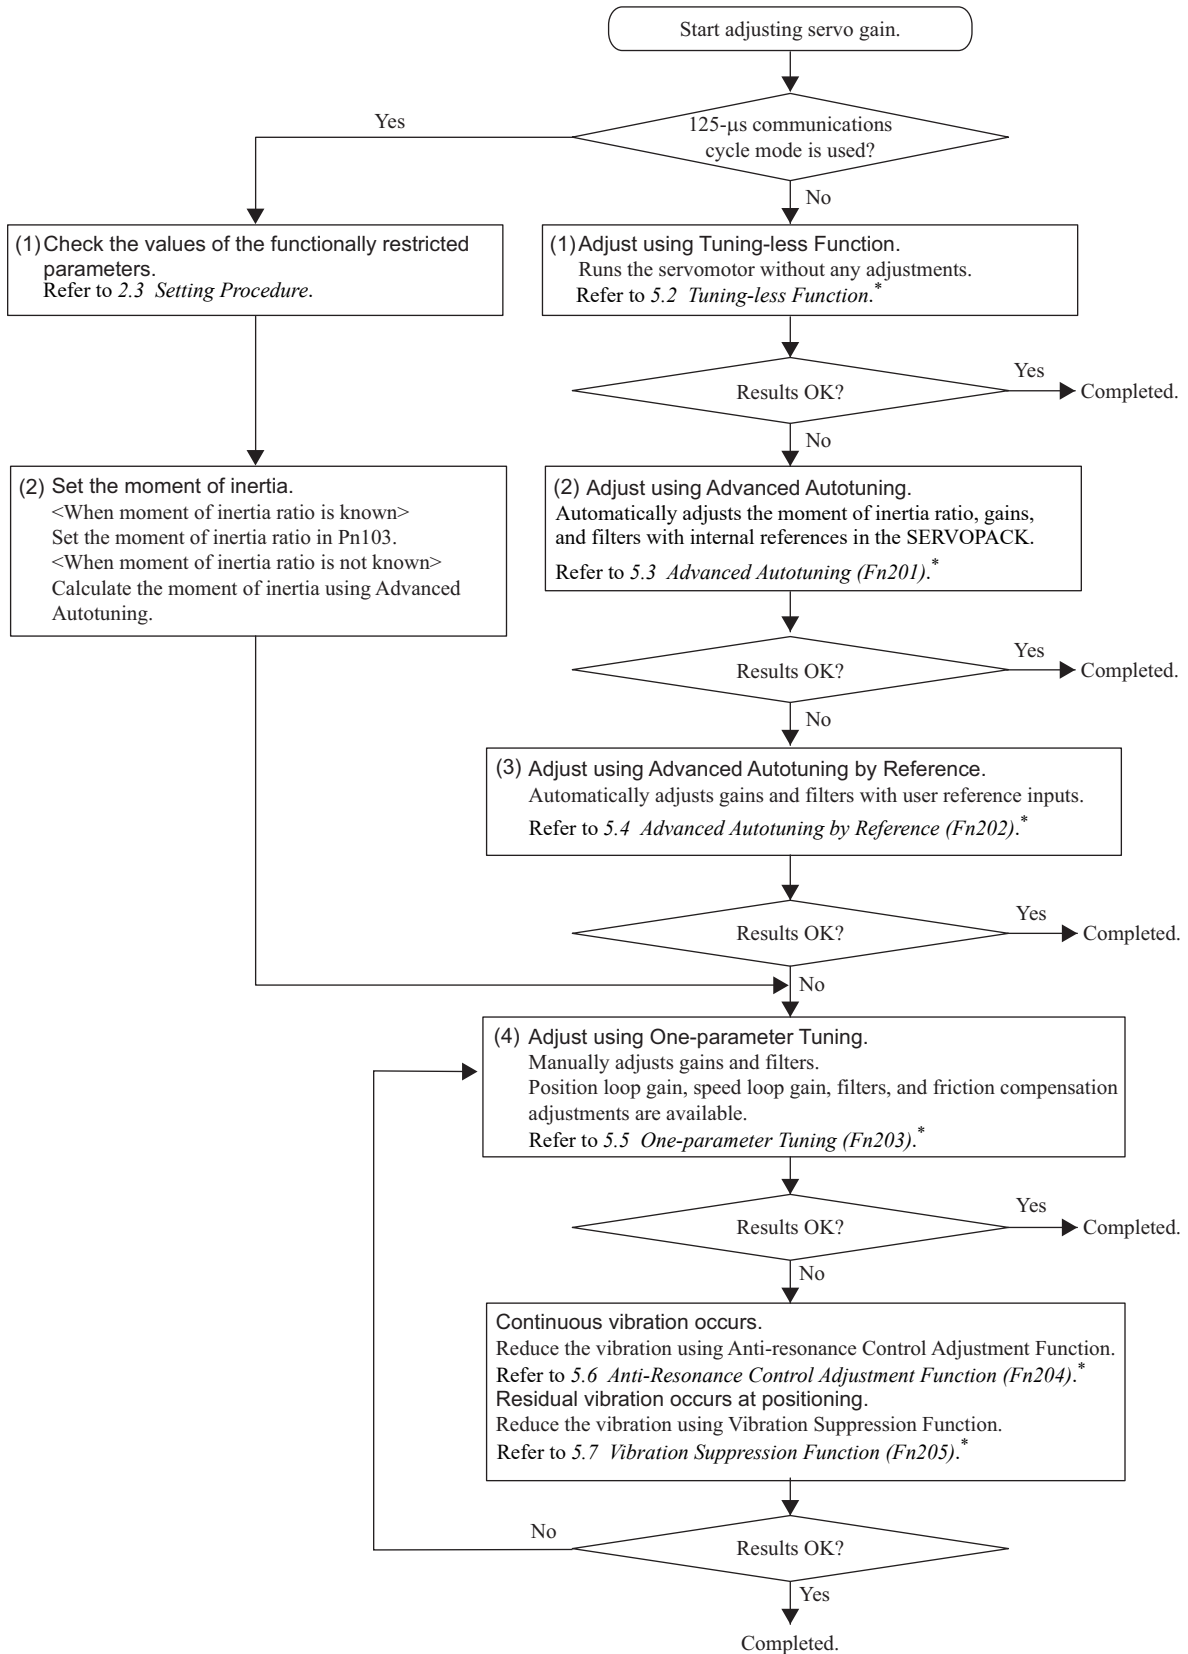 Start adjusting servo gain.
125-μs communications
cycle mode is used?
Yes
No
(1) Check the values of the functionally restricted
parameters.
Refer to 2.3 Setting Procedure.
(1) Adjust using Tuning-less Function.
Runs the servomotor without any adjustments.
Refer to 5.2 Tuning-less Function.*
Results OK?
Yes
Completed.
No
(2) Set the moment of inertia.
<When moment of inertia ratio is known>
Set the moment of inertia ratio in Pn103.
<When moment of inertia ratio is not known>
Calculate the moment of inertia using Advanced
Autotuning.
(2) Adjust using Advanced Autotuning.
Automatically adjusts the moment of inertia ratio, gains,
and filters with internal references in the SERVOPACK.
Refer to 5.3 Advanced Autotuning (Fn201).*
Results OK?
Yes
Completed.
No
(3) Adjust using Advanced Autotuning by Reference.
Automatically adjusts gains and filters with user reference inputs.
Refer to 5.4 Advanced Autotuning by Reference (Fn202).*
Results OK?
Yes
Completed.
No
(4) Adjust using One-parameter Tuning.
Manually adjusts gains and filters.
Position loop gain, speed loop gain, filters, and friction compensation
adjustments are available.
Refer to 5.5 One-parameter Tuning (Fn203).*
Results OK?
Yes
Completed.
No
Continuous vibration occurs.
Reduce the vibration using Anti-resonance Control Adjustment Function.
Refer to 5.6 Anti-Resonance Control Adjustment Function (Fn204).*
Residual vibration occurs at positioning.
Reduce the vibration using Vibration Suppression Function.
Refer to 5.7 Vibration Suppression Function (Fn205).*
No
Results OK?
Yes
Completed.